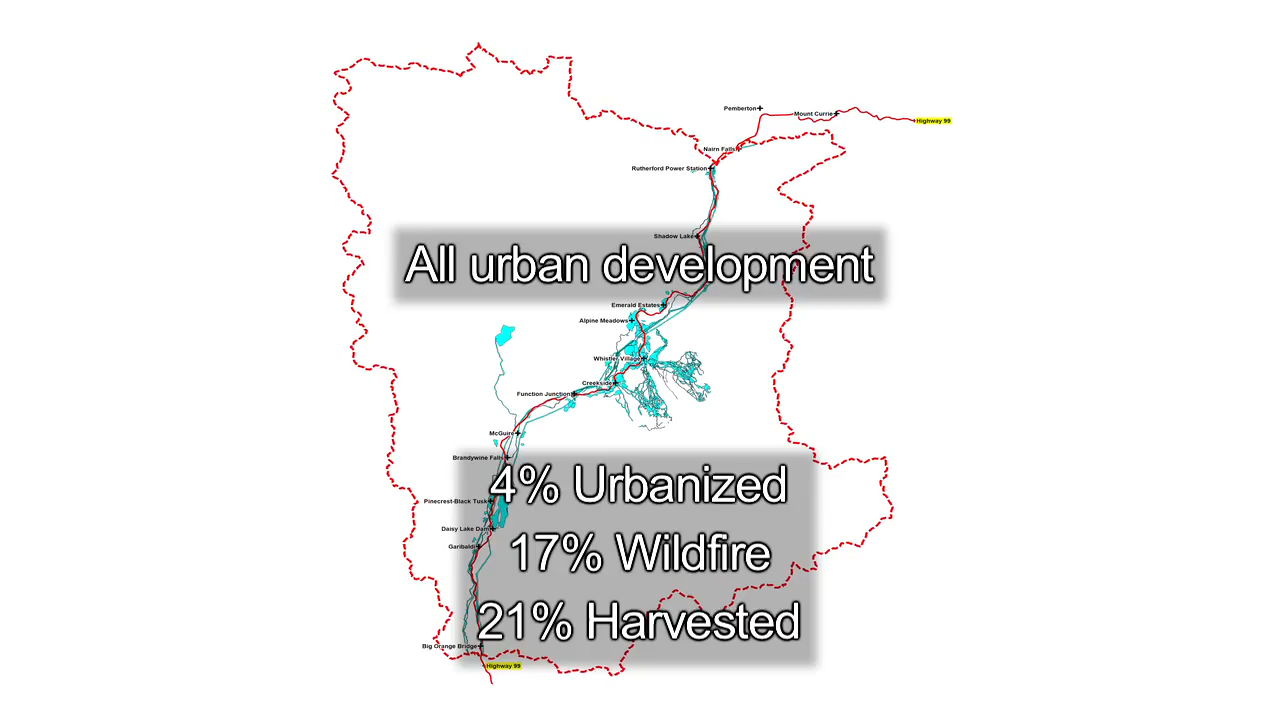 Pemberton
Mount Currie
Highway 99
Nairn Falls
Rutherford Power Station
Shadow Lake
All urban development
Emerald Estates
Alpine Meadows
Whistler Village
Creekside
Function Junction
McGuire
Brandywine Falls
4% Urbanized
Pinecrest-Black Tusk
Daisy Lake Dam
Garibaldi
17% Wildfire
21% Harvested
Big Orange Bridge
Highway 99